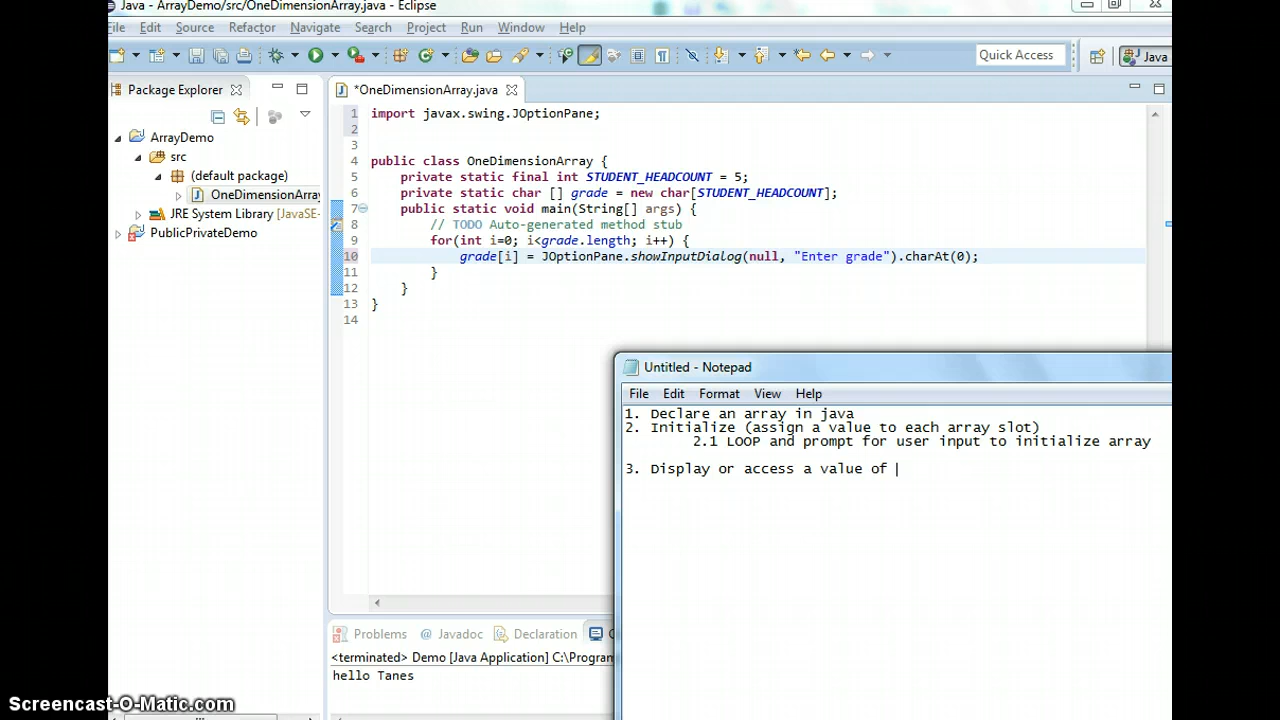 Java - ArrayDemo/src/OneDimensionArray.java - Eclipse
File Edit Source Refactor Navigate Search Project Run Window Help
Quick Access
Java
Package Explorer
*OneDimensionArray.java
ArrayDemo
src
(default package)
OneDimensionArray
JRE System Library [JavaSE-
PublicPrivateDemo
1 import javax.swing.JOptionPane;
2
3
4 public class OneDimensionArray {
5 private static final int STUDENT_HEADCOUNT = 5;
6 private static char [] grade = new char[STUDENT_HEADCOUNT];
7 public static void main(String[] args) {
8 // TODO Auto-generated method stub
9 for(int i=0; i<grade.length; i++) {
10 grade[i] = JOptionPane.showInputDialog(null, "Enter grade").charAt(0);
11 }
12 }
13 }
14
Untitled - Notepad
File Edit Format View Help
1. Declare an array in java
2. Initialize (assign a value to each array slot)
2.1 LOOP and prompt for user input to initialize array
3. Display or access a value of
Problems @ Javadoc Declaration
<terminated> Demo [Java Application] C:\Program
hello Tanes
Screencast-O-Matic.com